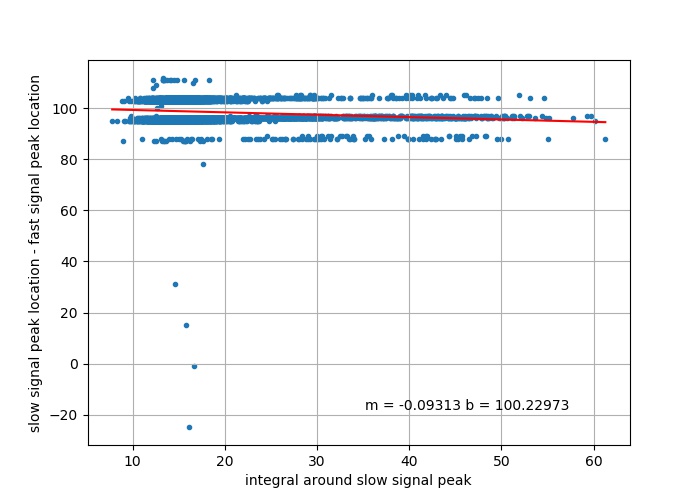 slow signal peak location - fast signal peak location
100
80
60
40
20
0
−20
m = -0.09313 b = 100.22973
10 20 30 40 50 60
integral around slow signal peak